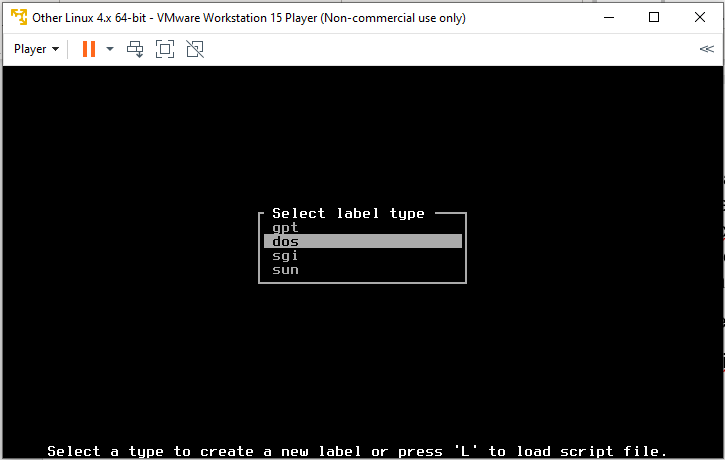 Other Linux 4.x 64-bit - VMware Workstation 15 Player (Non-commercial use only)
Player
Select label type
gpt
dos
sgi
sun
Select a type to create a new label or press 'L' to load script file.